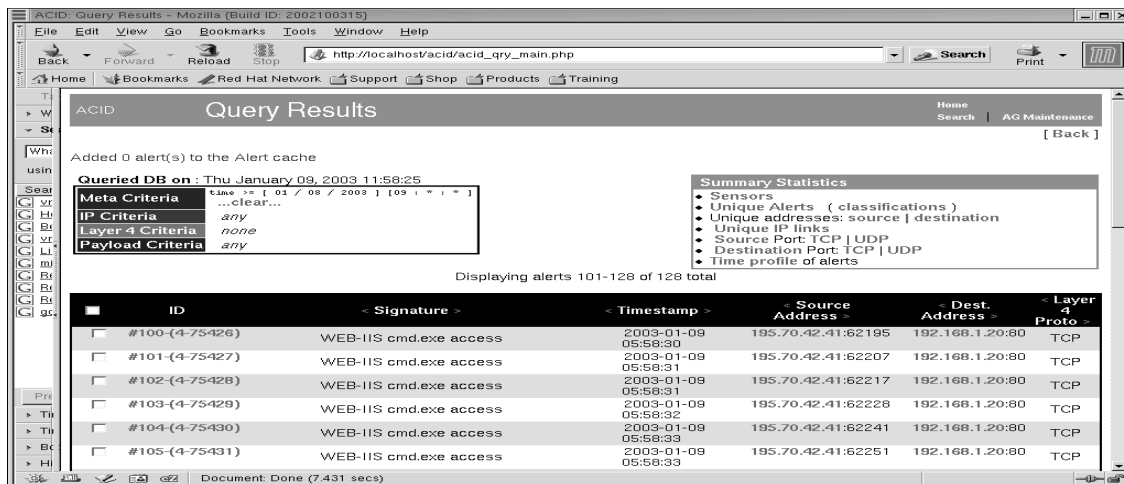 ACID: Query Results - Mozilla {Build ID: 2002100315}
File Edit View Go Bookmarks Tools Window Help
Back Forward Reload Stop http://localhost/acid/acid_qry_main.php Search Print
Home Bookmarks Red Hat Network Support Shop Products Training
ACID Query Results Home
Search | AG Maintenance
[ Back ]
Added 0 alert(s) to the Alert cache
Queried DB on : Thu January 09, 2003 11:58:25
Meta Criteria time >= [ 01 / 08 / 2003 ] [09 : * : * ]
...clear...
IP Criteria any
Layer 4 Criteria none
Payload Criteria any
Summary Statistics
Sensors
Unique Alerts ( classifications )
Unique addresses: source | destination
Unique IP links
Source Port: TCP | UDP
Destination Port: TCP | UDP
Time profile of alerts
Displaying alerts 101-128 of 128 total
ID < Signature > < Timestamp > < Source Address > < Dest. Address > < Layer 4 Proto >
#100-(4-75426) WEB-IIS cmd.exe access 2003-01-09 05:58:30 195.70.42.41:62195 192.168.1.20:80 TCP
#101-(4-75427) WEB-IIS cmd.exe access 2003-01-09 05:58:31 195.70.42.41:62207 192.168.1.20:80 TCP
#102-(4-75428) WEB-IIS cmd.exe access 2003-01-09 05:58:31 195.70.42.41:62217 192.168.1.20:80 TCP
#103-(4-75429) WEB-IIS cmd.exe access 2003-01-09 05:58:32 195.70.42.41:62228 192.168.1.20:80 TCP
#104-(4-75430) WEB-IIS cmd.exe access 2003-01-09 05:58:33 195.70.42.41:62241 192.168.1.20:80 TCP
#105-(4-75431) WEB-IIS cmd.exe access 2003-01-09 05:58:33 195.70.42.41:62251 192.168.1.20:80 TCP
Document: Done (7.431 secs)